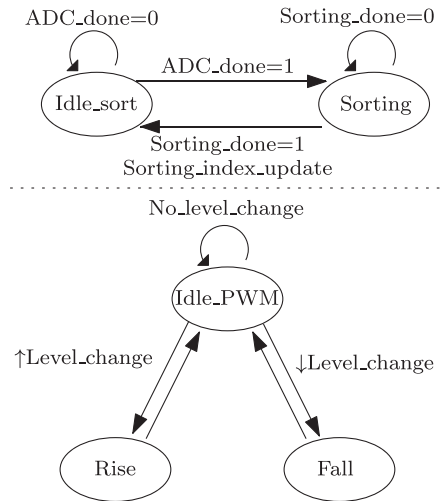 ADC_done=0
Sorting_done=0
ADC_done=1
Idle_sort
Sorting
Sorting_done=1
Sorting_index_update
No_level_change
Idle_PWM
↑Level_change
↓Level_change
Rise
Fall